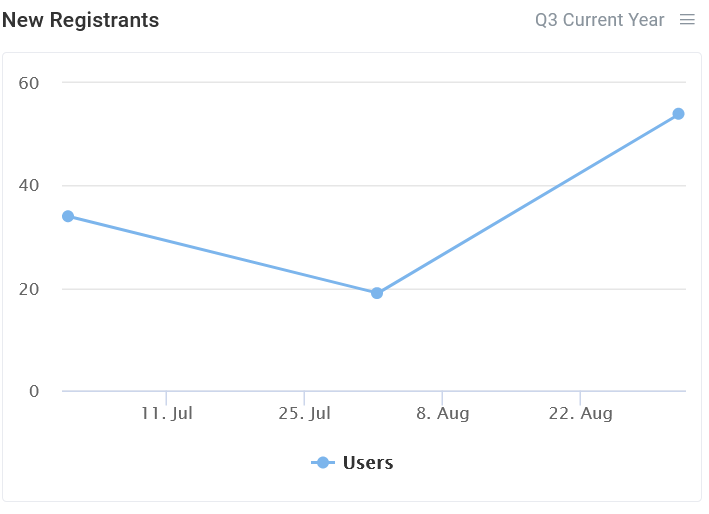 New Registrants
Q3 Current Year
60
40
20
0
11. Jul
25. Jul
8. Aug
22. Aug
Users